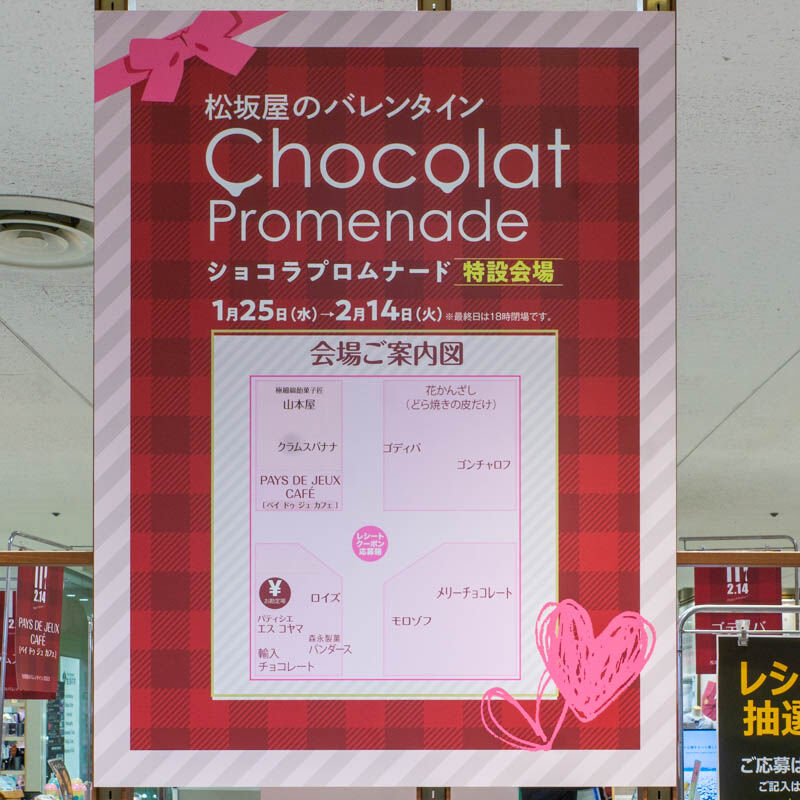 松坂屋のバレンタイン
Chocolat
Promenade
ショコラプロムナード 特設会場
1月25日(水)→2月14日(火) ※最終日は18時閉場です。
会場ご案内図
極細綿飴菓子匠
山本屋
クラムスバナナ
PAYS DE JEUX
CAFÉ
[ペイ ドゥ ジュ カフェ]
花かんざし
(どら焼きの皮だけ)
ゴディバ
ゴンチャロフ
レシート
クーポン
応募箱
¥
お勘定場
ロイズ
パティシエ
エス コヤマ
森永製菓
バンダース
輸入
チョコレート
メリーチョコレート
モロゾフ
2.14
PAYS DE JEUX
CAFÉ
[ペイ ドゥ ジュ カフェ]
2.14
ゴディバ
レシ
抽選
ご応募は
ご記入は